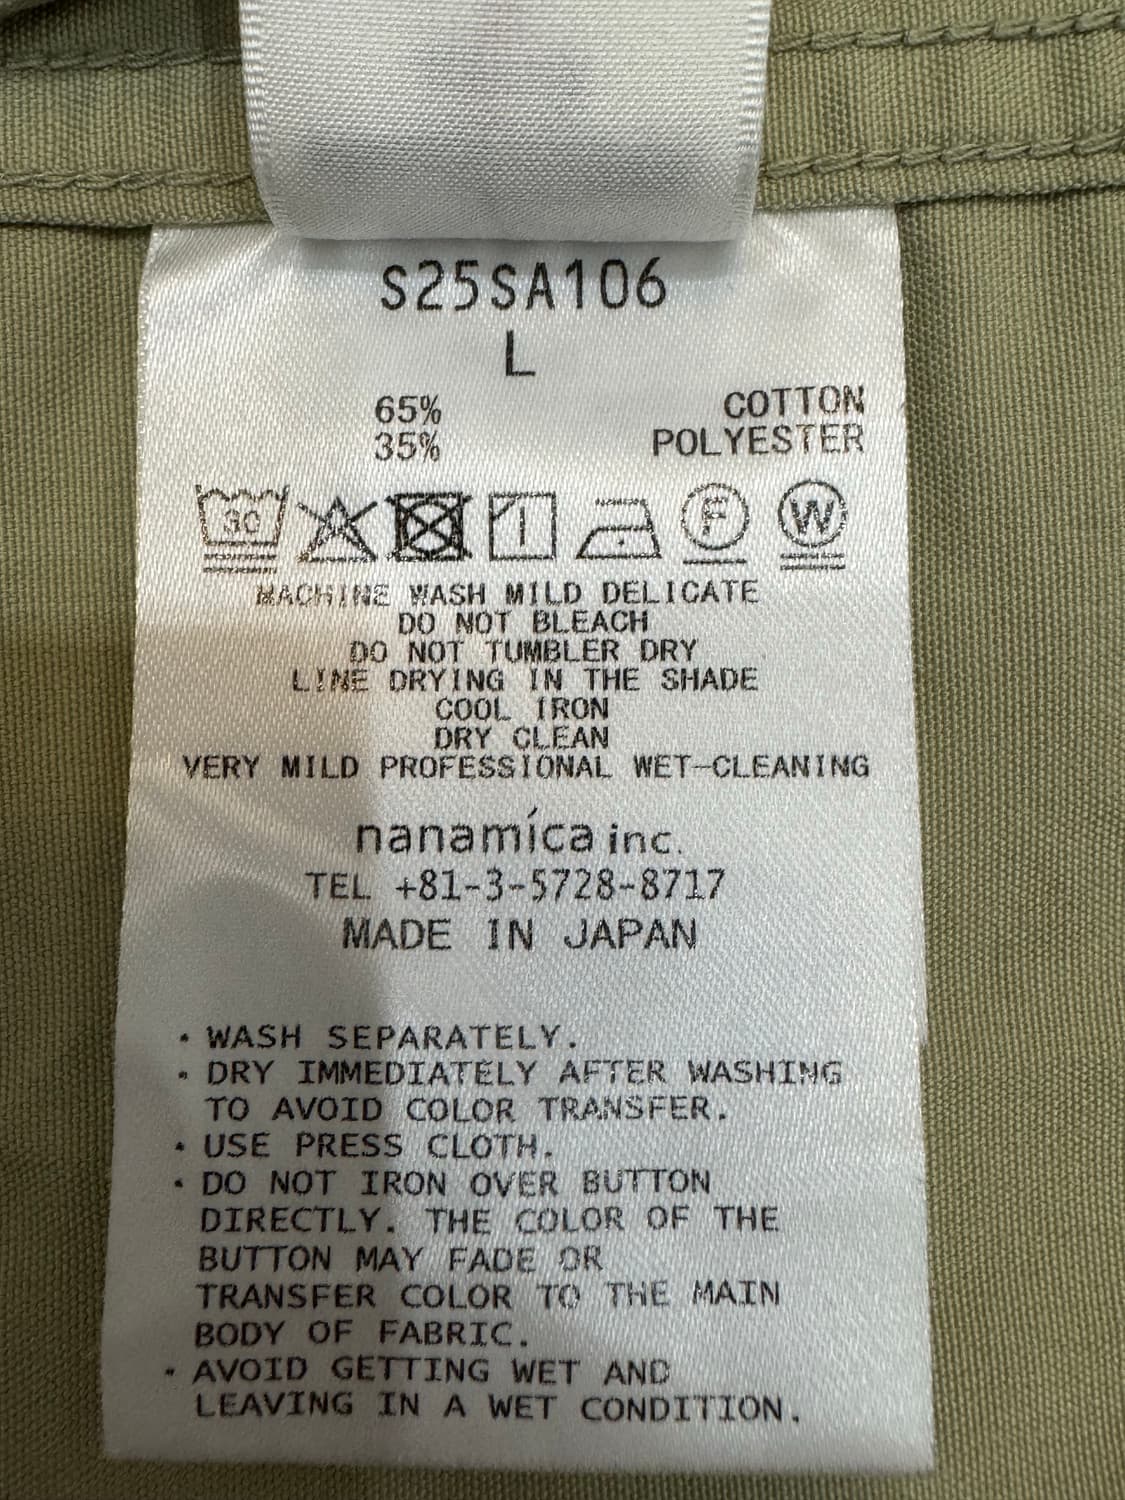 S25SA106
L
65% COTTON
35% POLYESTER
30 F W
MACHINE WASH MILD DELICATE
DO NOT BLEACH
DO NOT TUMBLER DRY
LINE DRYING IN THE SHADE
COOL IRON
DRY CLEAN
VERY MILD PROFESSIONAL WET-CLEANING
nanamíca inc.
TEL +81-3-5728-8717
MADE IN JAPAN
・WASH SEPARATELY.
・DRY IMMEDIATELY AFTER WASHING
TO AVOID COLOR TRANSFER.
・USE PRESS CLOTH.
・DO NOT IRON OVER BUTTON
DIRECTLY. THE COLOR OF THE
BUTTON MAY FADE OR
TRANSFER COLOR TO THE MAIN
BODY OF FABRIC.
・AVOID GETTING WET AND
LEAVING IN A WET CONDITION.